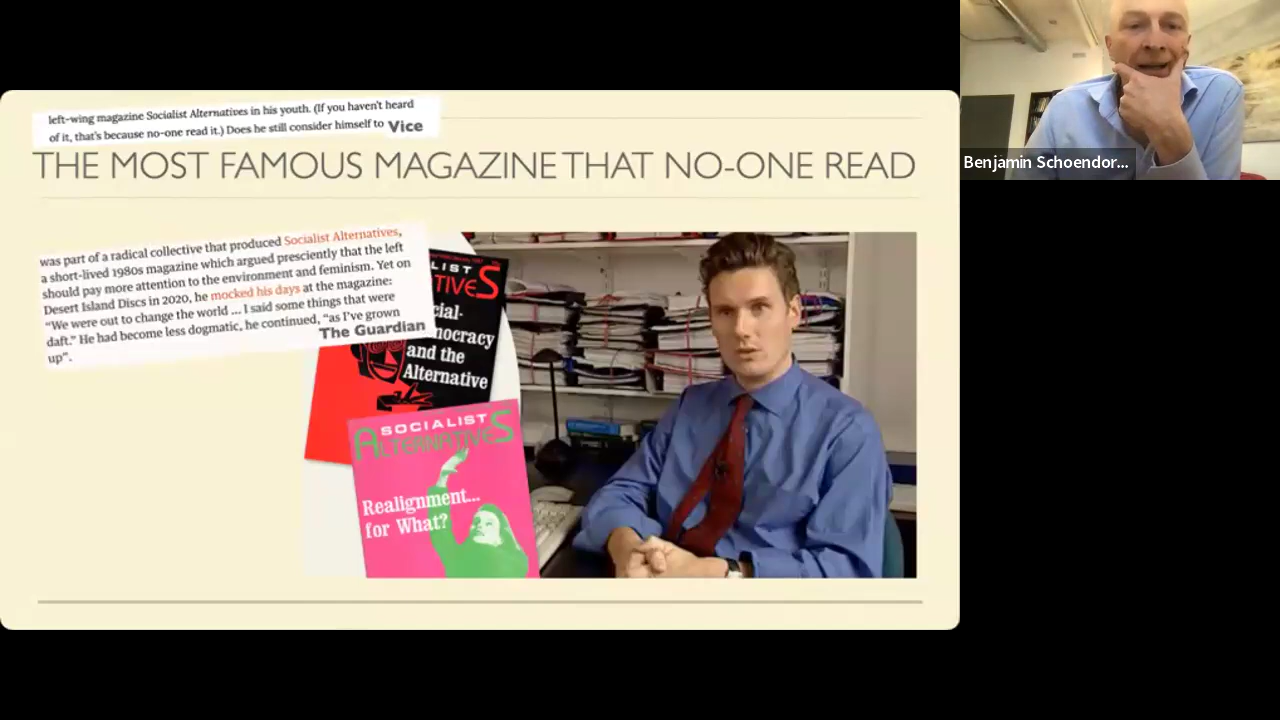 left-wing magazine Socialist Alternatives in his youth. (If you haven't heard
of it, that's because no-one read it.) Does he still consider himself to Vice
THE MOST FAMOUS MAGAZINE THAT NO-ONE READ
was part of a radical collective that produced Socialist Alternatives,
a short-lived 1980s magazine which argued presciently that the left
should pay more attention to the environment and feminism. Yet on
Desert Island Discs in 2020, he mocked his days at the magazine:
"We were out to change the world ... I said some things that were
daft." He had become less dogmatic, he continued, "as I've grown
up".
The Guardian
LIST
TIVES
cial-
mocracy
and the
Alternative
SOCIALIST
ALTERNATIVES
Realignment...
for What?
Benjamin Schoendor...